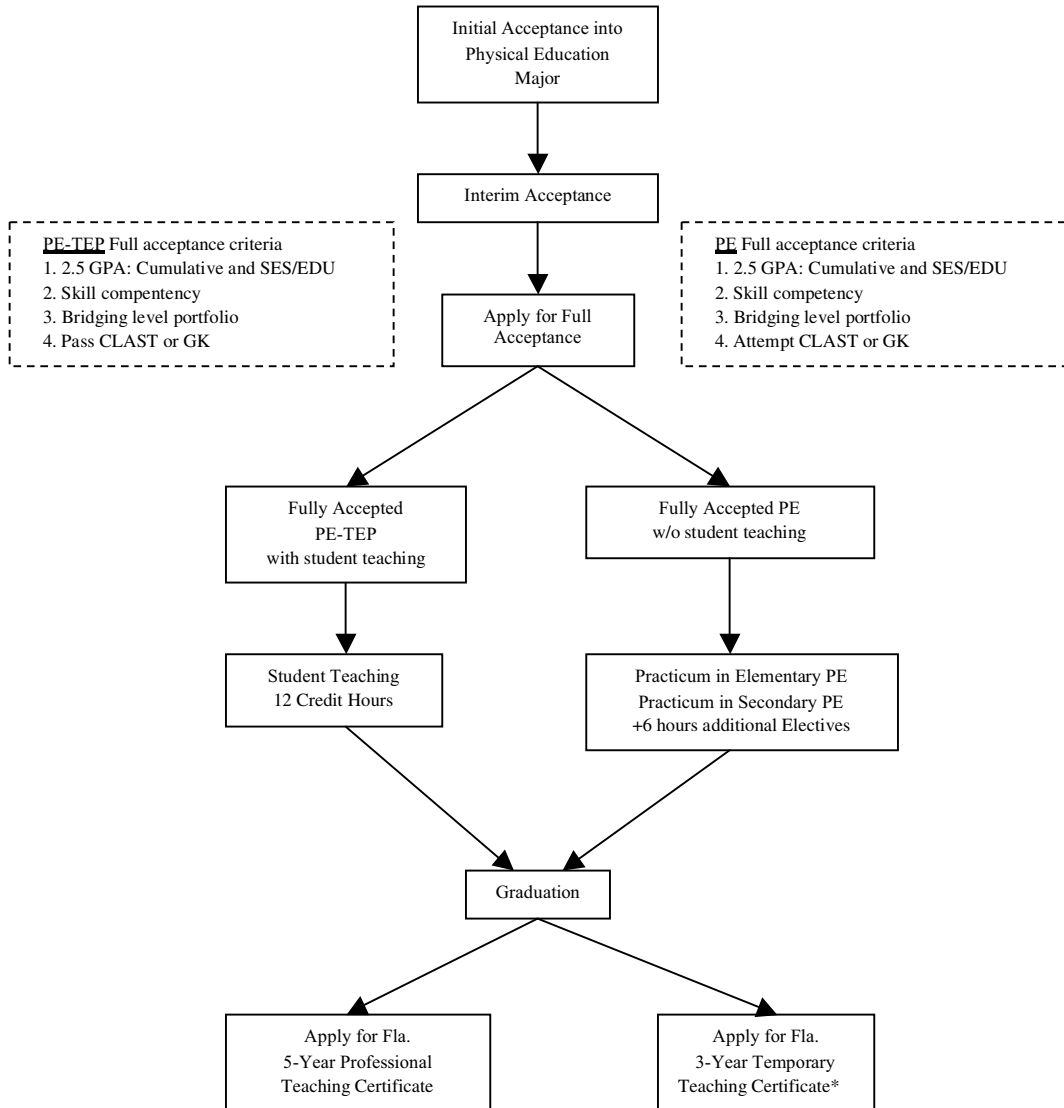 Initial Acceptance into
Physical Education
Major
Interim Acceptance
PE-TEP Full acceptance criteria
1. 2.5 GPA: Cumulative and SES/EDU
2. Skill compentency
3. Bridging level portfolio
4. Pass CLAST or GK
PE Full acceptance criteria
1. 2.5 GPA: Cumulative and SES/EDU
2. Skill competency
3. Bridging level portfolio
4. Attempt CLAST or GK
Apply for Full
Acceptance
Fully Accepted
PE-TEP
with student teaching
Fully Accepted PE
w/o student teaching
Student Teaching
12 Credit Hours
Practicum in Elementary PE
Practicum in Secondary PE
+6 hours additional Electives
Graduation
Apply for Fla.
5-Year Professional
Teaching Certificate
Apply for Fla.
3-Year Temporary
Teaching Certificate*